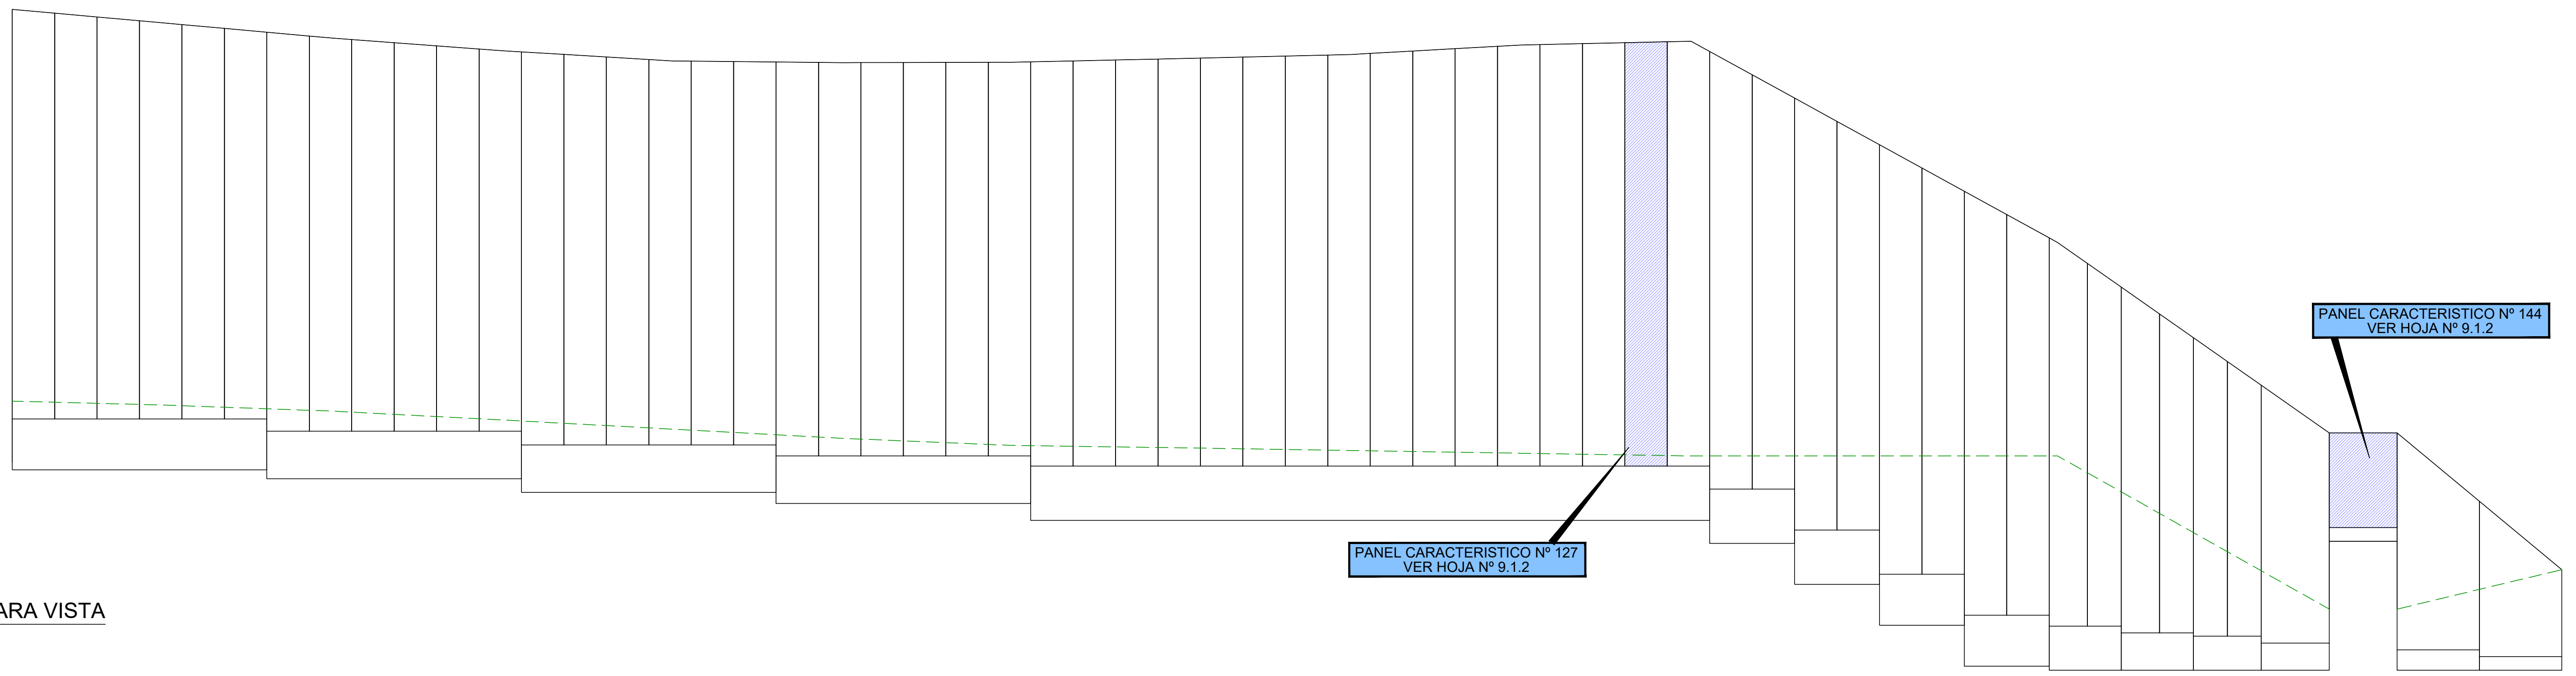 PANEL CARACTERISTICO Nº 144
VER HOJA Nº 9.1.2
PANEL CARACTERISTICO Nº 127
VER HOJA Nº 9.1.2
ARA VISTA